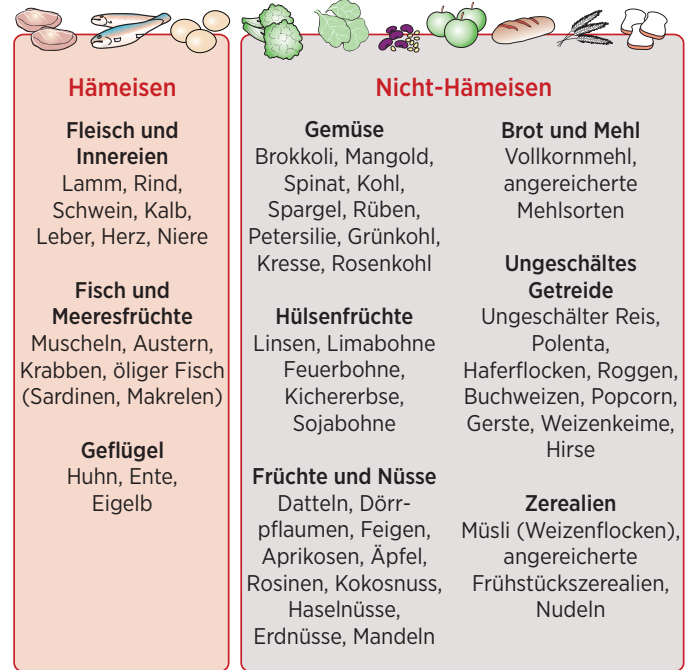 Hämeisen
Fleisch und
Innereien
Lamm, Rind,
Schwein, Kalb,
Leber, Herz, Niere
Fisch und
Meeresfrüchte
Muscheln, Austern,
Krabben, öliger Fisch
(Sardinen, Makrelen)
Geflügel
Huhn, Ente,
Eigelb
Nicht-Hämeisen
Gemüse
Brokkoli, Mangold,
Spinat, Kohl,
Spargel, Rüben,
Petersilie, Grünkohl,
Kresse, Rosenkohl
Hülsenfrüchte
Linsen, Limabohne
Feuerbohne,
Kichererbse,
Sojabohne
Früchte und Nüsse
Datteln, Dörr-
pflaumen, Feigen,
Aprikosen, Äpfel,
Rosinen, Kokosnuss,
Haselnüsse,
Erdnüsse, Mandeln
Brot und Mehl
Vollkornmehl,
angereicherte
Mehlsorten
Ungeschältes
Getreide
Ungeschälter Reis,
Polenta,
Haferflocken, Roggen,
Buchweizen, Popcorn,
Gerste, Weizenkeime,
Hirse
Zerealien
Müsli (Weizenflocken),
angereicherte
Frühstückszerealien,
Nudeln